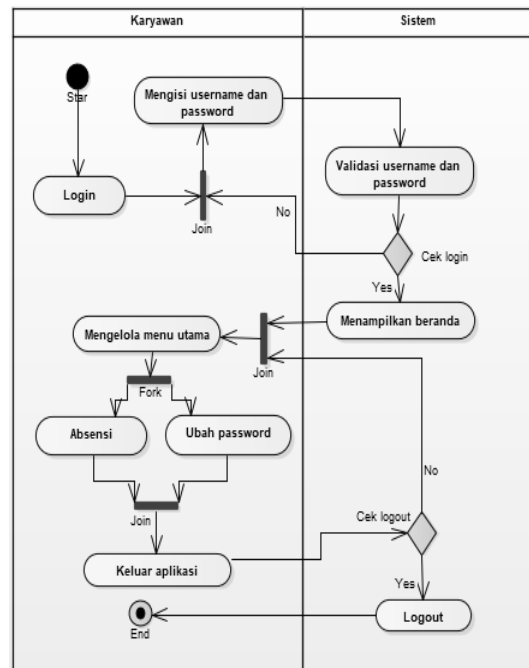 Karyawan
Sistem
Star
Mengisi username dan
password
Validasi username dan
password
Login
Join
No
Cek login
Yes
Mengelola menu utama
Menampilkan beranda
Join
Fork
Absensi
Ubah password
No
Join
Cek logout
Keluar aplikasi
Yes
Logout
End